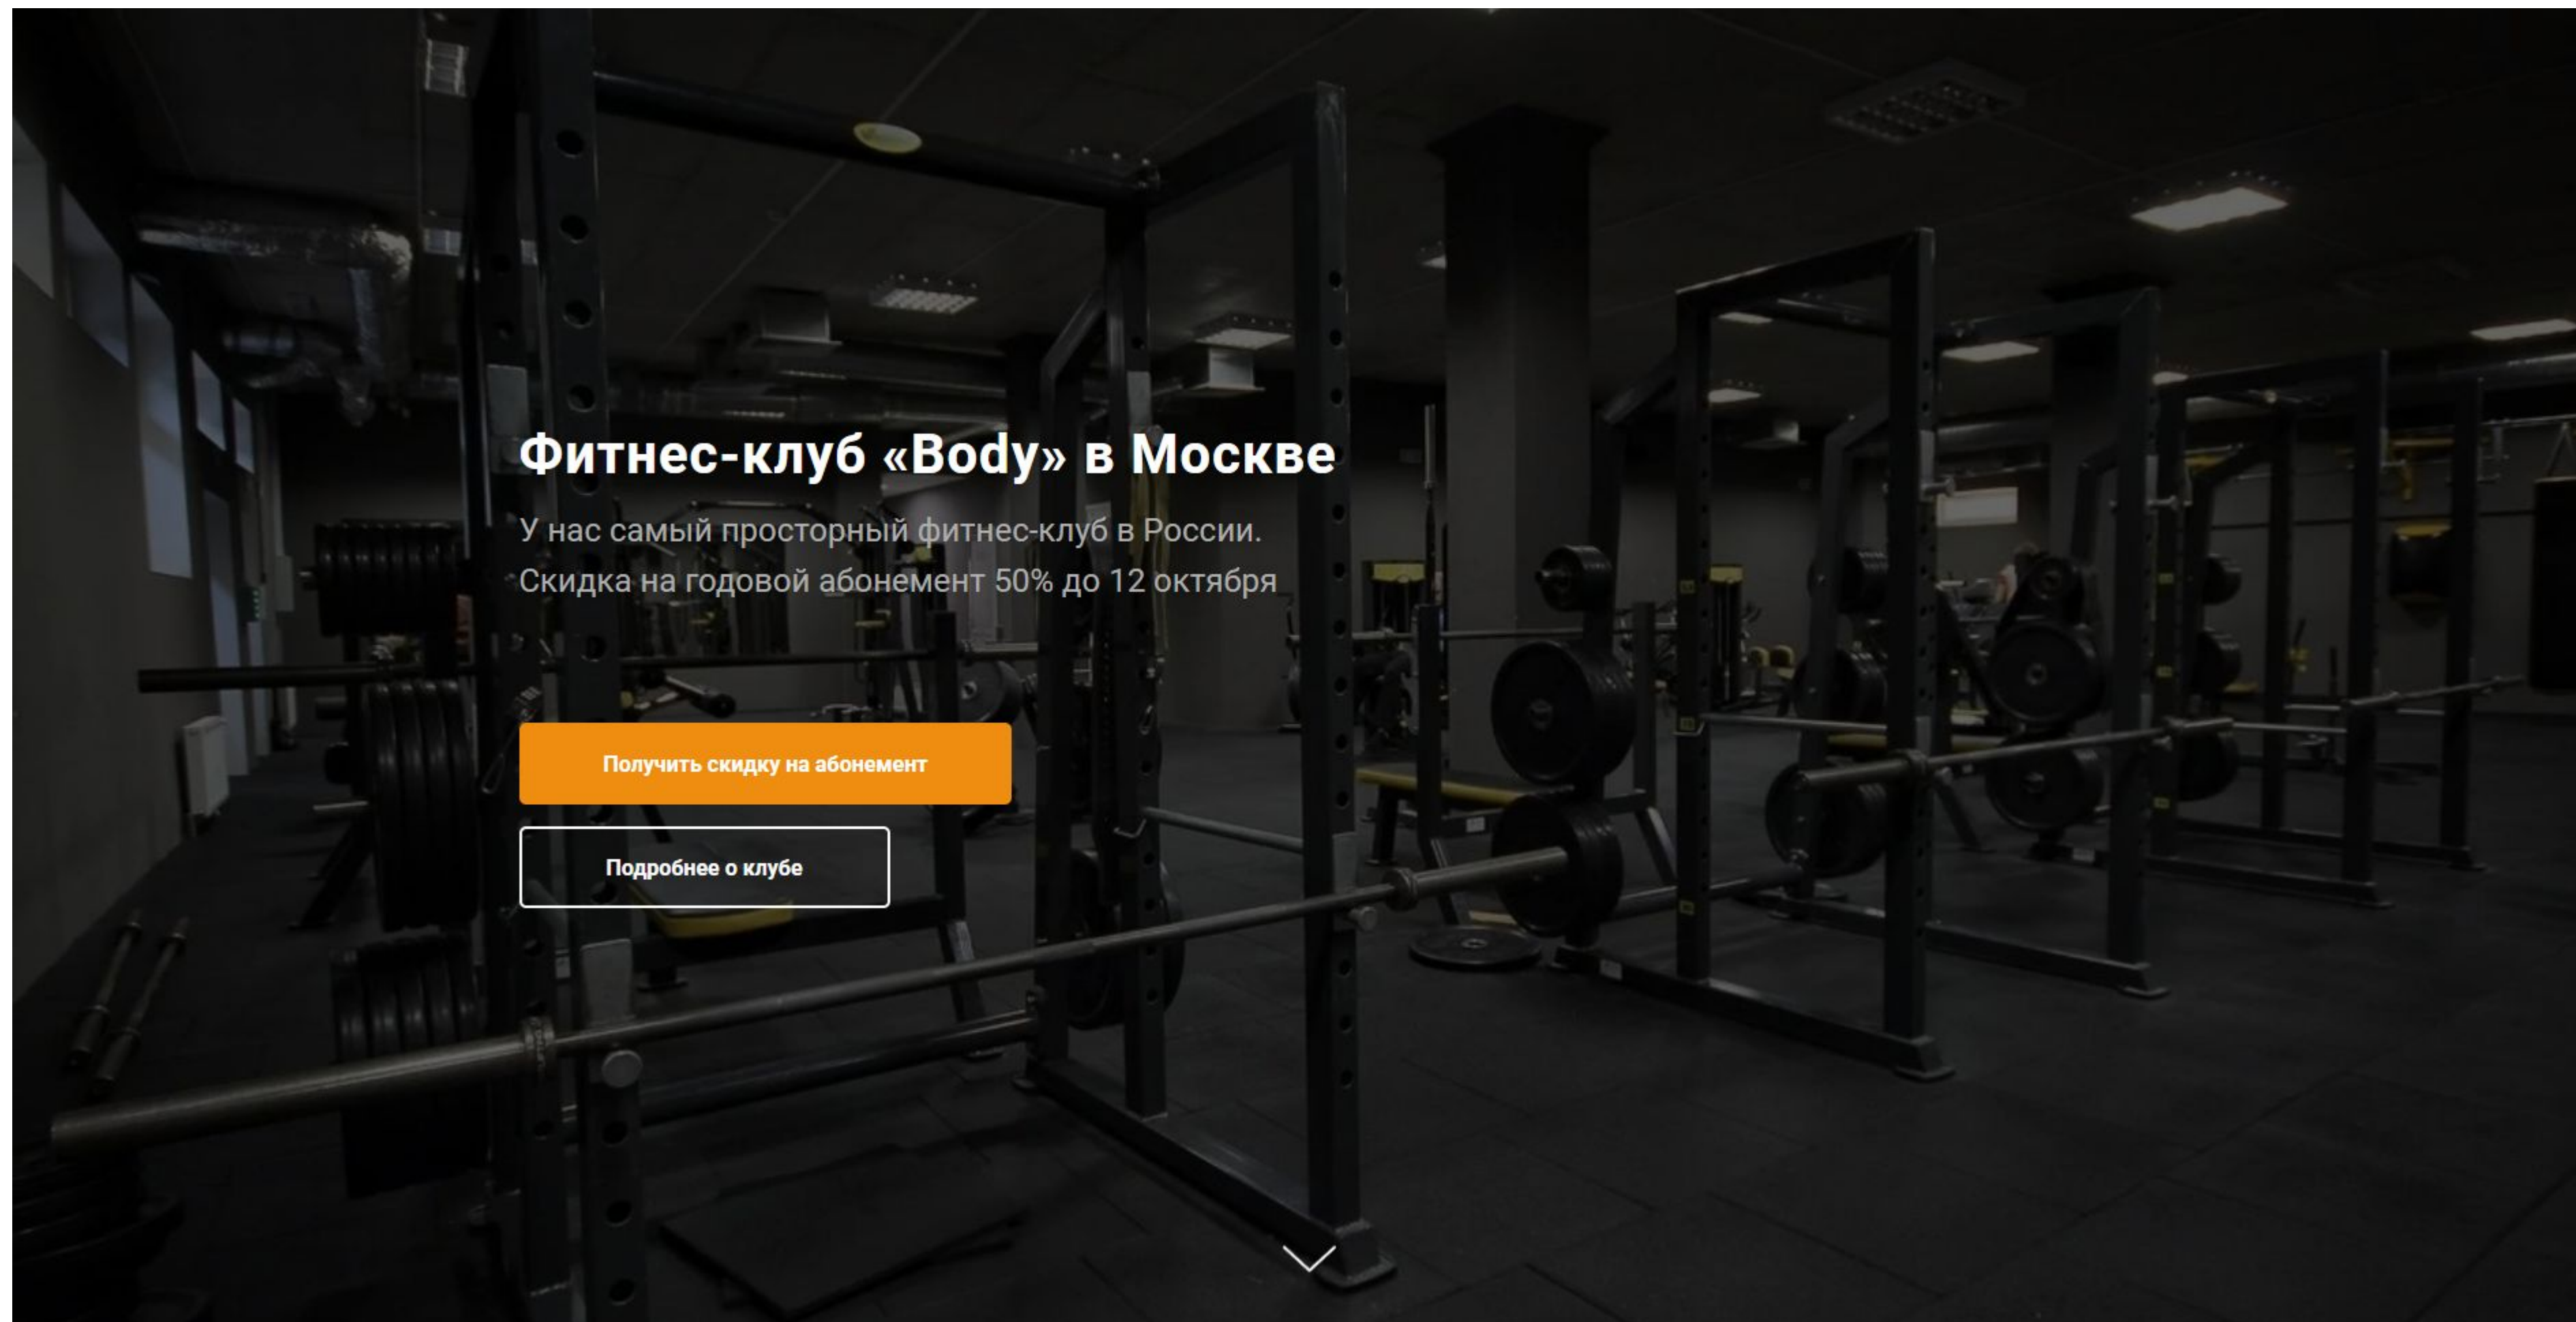 Фитнес-клуб «Body» в Москве
У нас самый просторный фитнес-клуб в России.
Скидка на годовой абонемент 50% до 12 октября
Получить скидку на абонемент
Подробнее о клубе